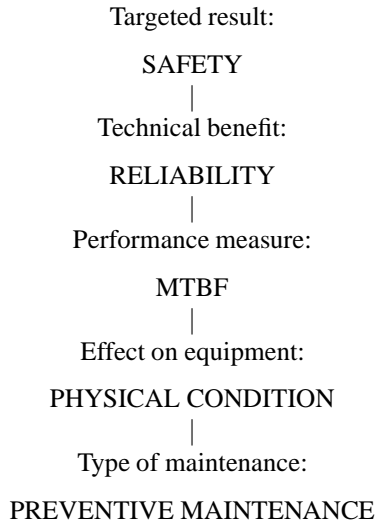 Targeted result:
SAFETY
Technical benefit:
RELIABILITY
Performance measure:
MTBF
Effect on equipment:
PHYSICAL CONDITION
Type of maintenance:
PREVENTIVE MAINTENANCE